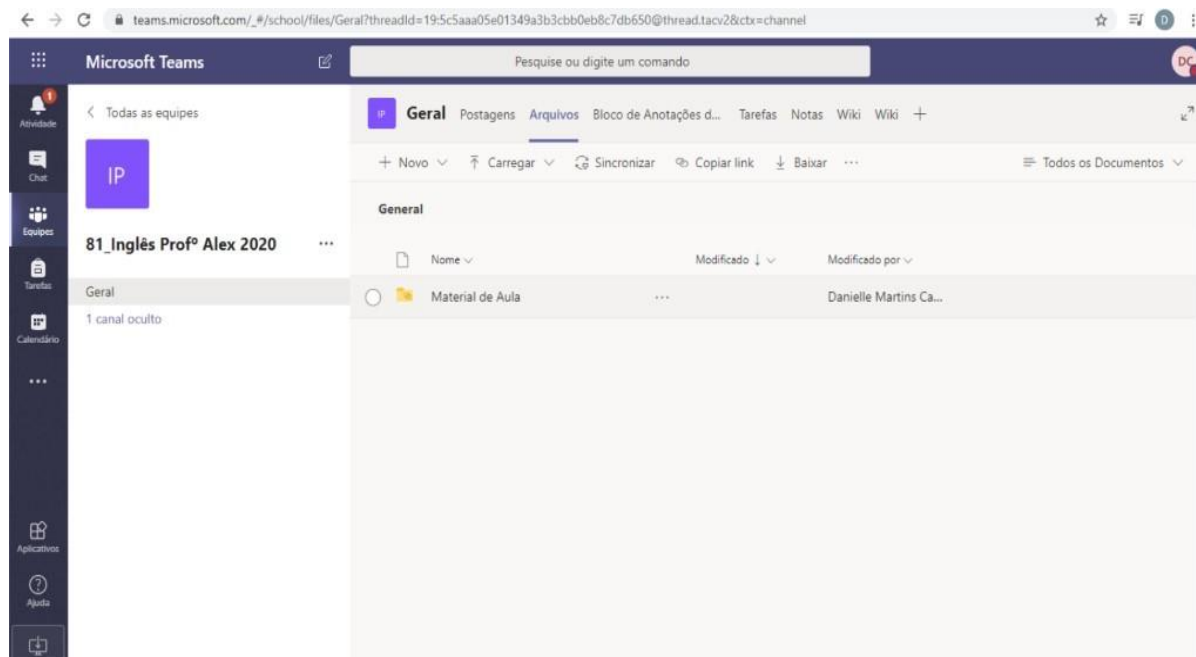 teams.microsoft.com/_#/school/files/Geral?threadId=19:5c5aaa05e01349a3b3cbb0eb8c7db650@thread.tacv2&ctx=channel
D
Microsoft Teams
Pesquise ou digite um comando
DC
1
Atividade
Chat
Equipes
Tarefas
Calendário
Aplicativos
Ajuda
Todas as equipes
IP
81_Inglês Profº Alex 2020
Geral
1 canal oculto
IP Geral Postagens Arquivos Bloco de Anotações d... Tarefas Notas Wiki Wiki
Novo Carregar Sincronizar Copiar link Baixar ... Todos os Documentos
General
Nome Modificado Modificado por
Material de Aula ... Danielle Martins Ca...